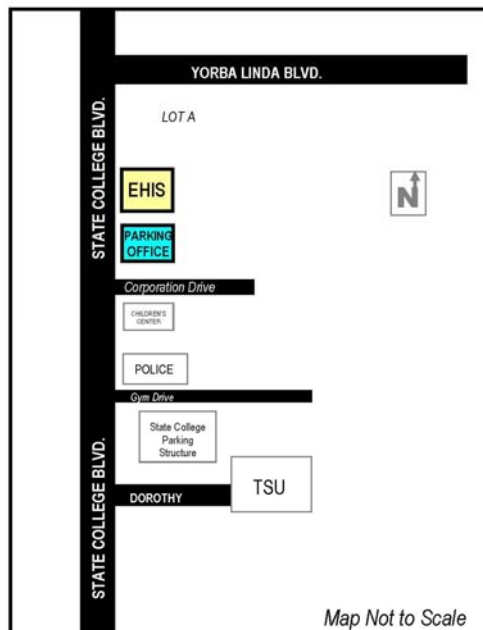 STATE COLLEGE BLVD.
YORBA LINDA BLVD.
LOT A
EHIS
N
PARKING
OFFICE
Corporation Drive
CHILDREN'S
CENTER
POLICE
Gym Drive
State College
Parking
Structure
STATE COLLEGE BLVD.
TSU
DOROTHY
Map Not to Scale